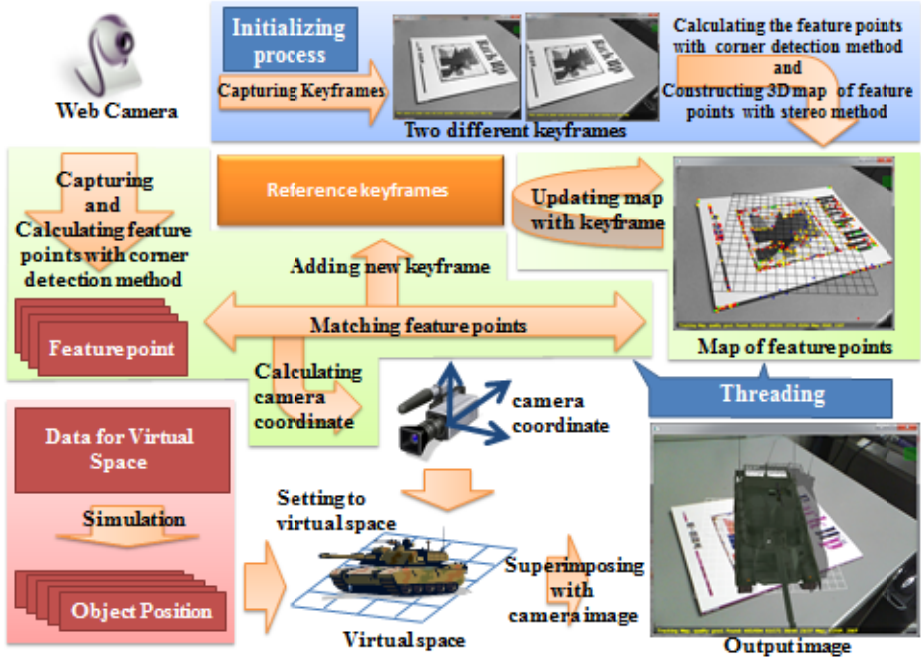 Web Camera
Initializing
process
Capturing Keyframes
Two different keyframes
Calculating the feature points
with corner detection method
and
Constructing 3D map of feature
points with stereo method
Capturing
and
Calculating feature
points with corner
detection method
Reference keyframes
Updating map
with keyframe
Adding new keyframe
Matching feature points
Feature point
Map of feature points
Calculating
camera
coordinate
camera
coordinate
Threading
Data for Virtual
Space
Simulation
Object Position
Setting to
virtual space
Virtual space
Superimposing
with
camera image
Output image